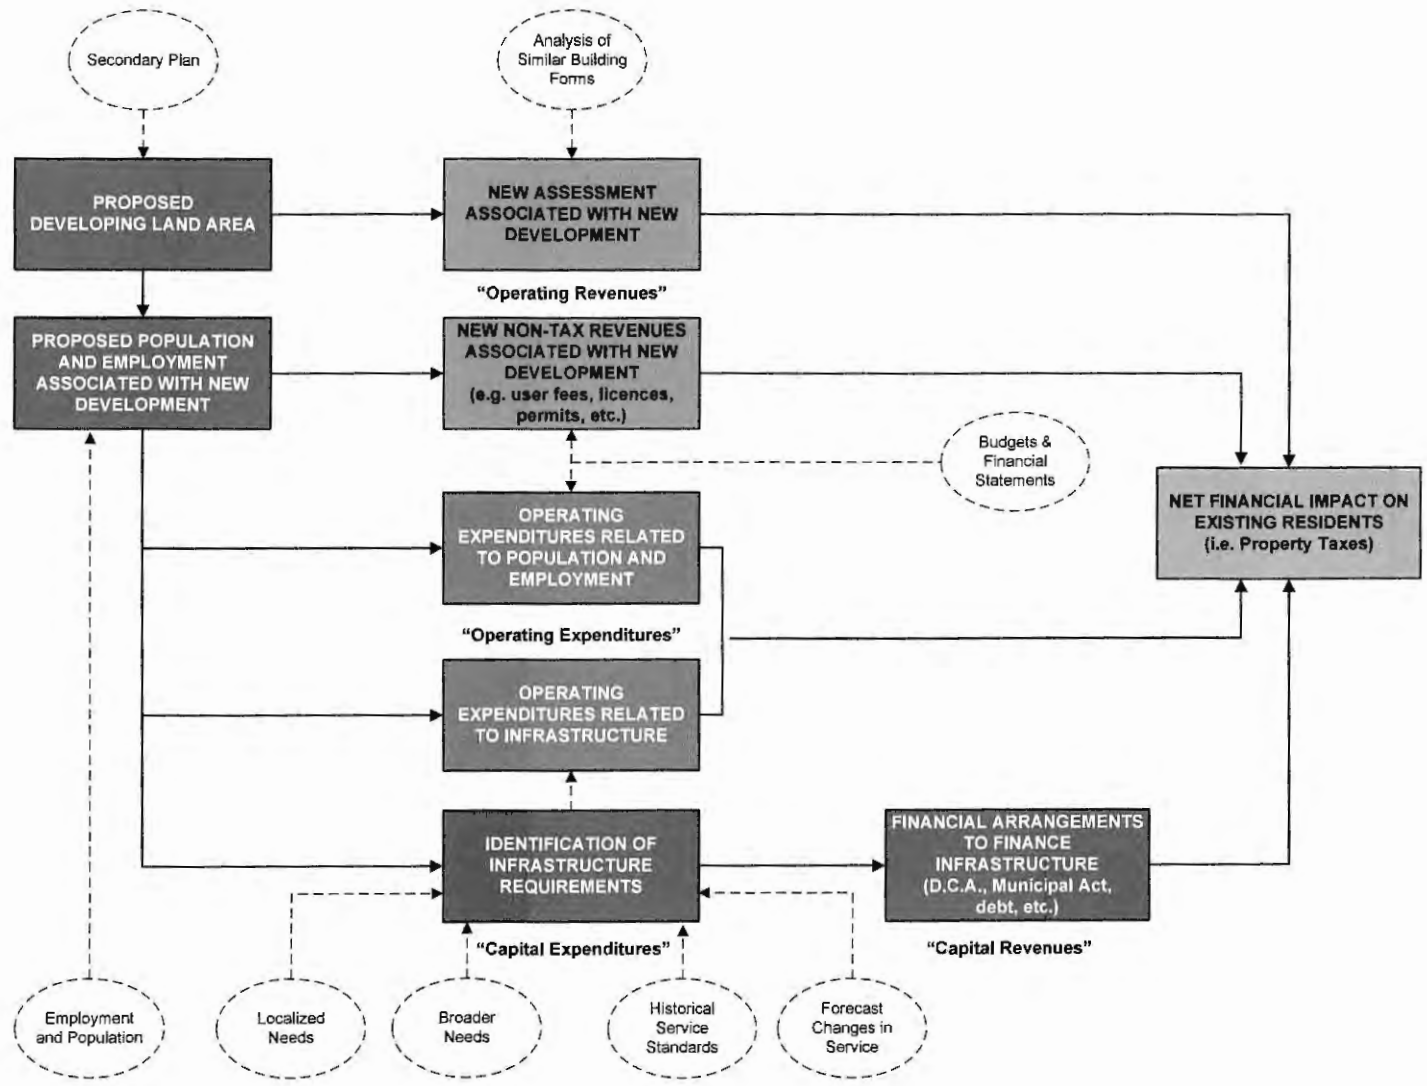 Secondary Plan
Analysis of
Similar Building
Forms
PROPOSED
DEVELOPING LAND AREA
NEW ASSESSMENT
ASSOCIATED WITH NEW
DEVELOPMENT
“Operating Revenues”
PROPOSED POPULATION
AND EMPLOYMENT
ASSOCIATED WITH NEW
DEVELOPMENT
NEW NON-TAX REVENUES
ASSOCIATED WITH NEW
DEVELOPMENT
(e.g. user fees, licences,
permits, etc.)
Budgets &
Financial
Statements
NET FINANCIAL IMPACT ON
EXISTING RESIDENTS
(i.e. Property Taxes)
OPERATING
EXPENDITURES RELATED
TO POPULATION AND
EMPLOYMENT
“Operating Expenditures”
OPERATING
EXPENDITURES RELATED
TO INFRASTRUCTURE
IDENTIFICATION OF
INFRASTRUCTURE
REQUIREMENTS
“Capital Expenditures”
FINANCIAL ARRANGEMENTS
TO FINANCE
INFRASTRUCTURE
(D.C.A., Municipal Act,
debt, etc.)
“Capital Revenues”
Employment
and Population
Localized
Needs
Broader
Needs
Historical
Service
Standards
Forecast
Changes in
Service